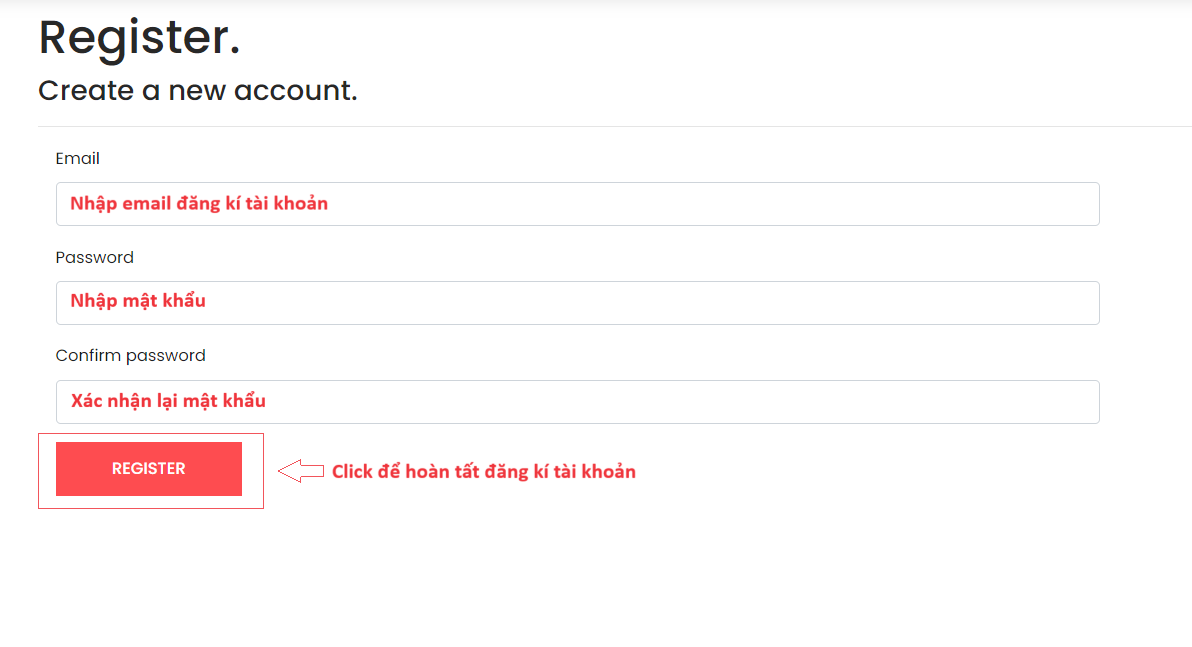 Register.
Create a new account.
Email
Nhập email đăng kí tài khoản
Password
Nhập mật khẩu
Confirm password
Xác nhận lại mật khẩu
REGISTER
Click để hoàn tất đăng kí tài khoản